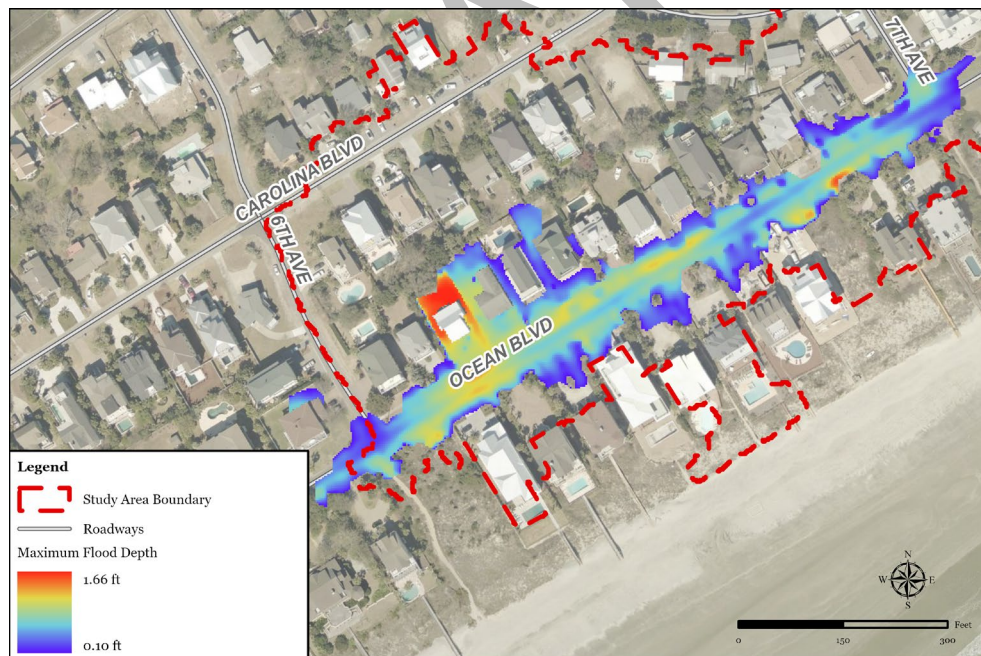 7TH AVE
CAROLINA BLVD
6TH AVE
OCEAN BLVD
Legend
Study Area Boundary
Roadways
Maximum Flood Depth
1.66 ft
0.10 ft
N
W E
S
Feet
0 150 300